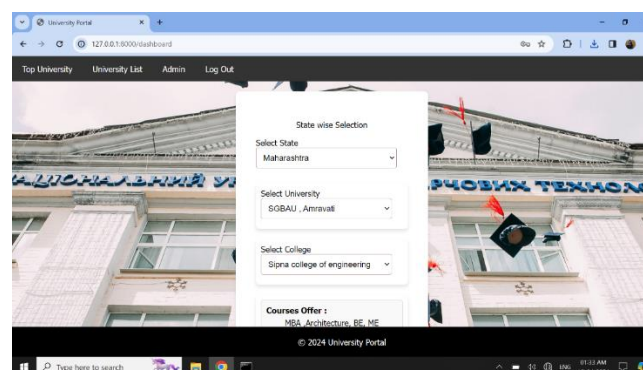 University Portal
127.0.0.1:8000/dashboard
Top University University List Admin Log Out
State wise Selection
Select State
Maharashtra
Select University
SGBAU , Amravati
Select College
Sipna college of engineering
Courses Offer :
MBA ,Architecture, BE, ME
© 2024 University Portal
Type here to search
ENG
01:33 AM